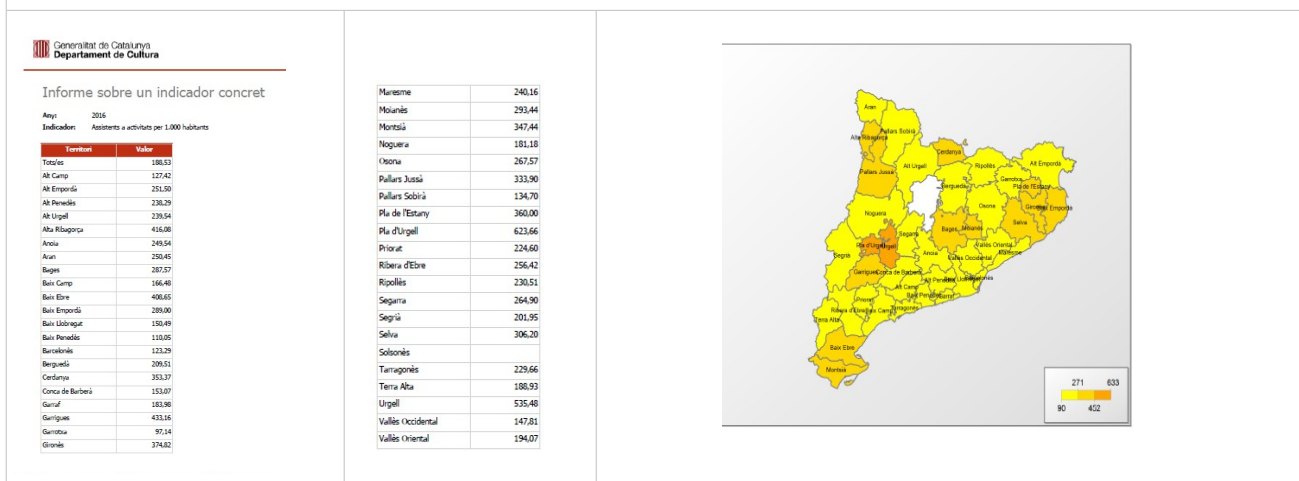 Generalitat de Catalunya
Departament de Cultura
Informe sobre un indicador concret
Any: 2016
Indicador: Assistents a activitats per 1.000 habitants
Territori Valor
Tots/es 188,53
Alt Camp 127,42
Alt Empordà 251,50
Alt Penedès 238,29
Alt Urgell 239,54
Alta Ribagorça 416,08
Anoia 249,54
Aran 250,45
Bages 287,57
Baix Camp 166,48
Baix Ebre 408,65
Baix Empordà 289,00
Baix Llobregat 150,49
Baix Penedès 110,05
Barcelonès 123,29
Berguedà 209,51
Cerdanya 353,37
Conca de Barberà 153,07
Garraf 183,98
Garrigues 433,16
Garrotxa 97,14
Gironès 374,82
Maresme 240,16
Moianès 293,44
Montsià 347,44
Noguera 181,18
Osona 267,57
Pallars Jussà 333,90
Pallars Sobirà 134,70
Pla de l'Estany 360,00
Pla d'Urgell 623,66
Priorat 224,60
Ribera d'Ebre 256,42
Ripollès 230,51
Segarra 264,90
Segrià 201,95
Selva 306,20
Solsonès
Tarragonès 229,66
Terra Alta 188,93
Urgell 535,48
Vallès Occidental 147,81
Vallès Oriental 194,07
Aran
Pallars Sobirà
Alta Ribagorça
Cerdanya
Alt Urgell
Ripollès
Alt Empordà
Pallars Jussà
Garrotxa
Pla de l'Estany
Berguedà
Osona
Gironès
Baix Empordà
Noguera
Selva
Bages
Moianès
Segarra
Pla d'Urgell
Urgell
Vallès Oriental
Maresme
Anoia
Segrià
Vallès Occidental
Garrigues
Conca de Barberà
Alt Penedès
Baix Llobregat
Barcelonès
Alt Camp
Baix Penedès
Garraf
Priorat
Ribera d'Ebre
Baix Camp
Tarragonès
Terra Alta
Baix Ebre
Montsià
271 633
90 452